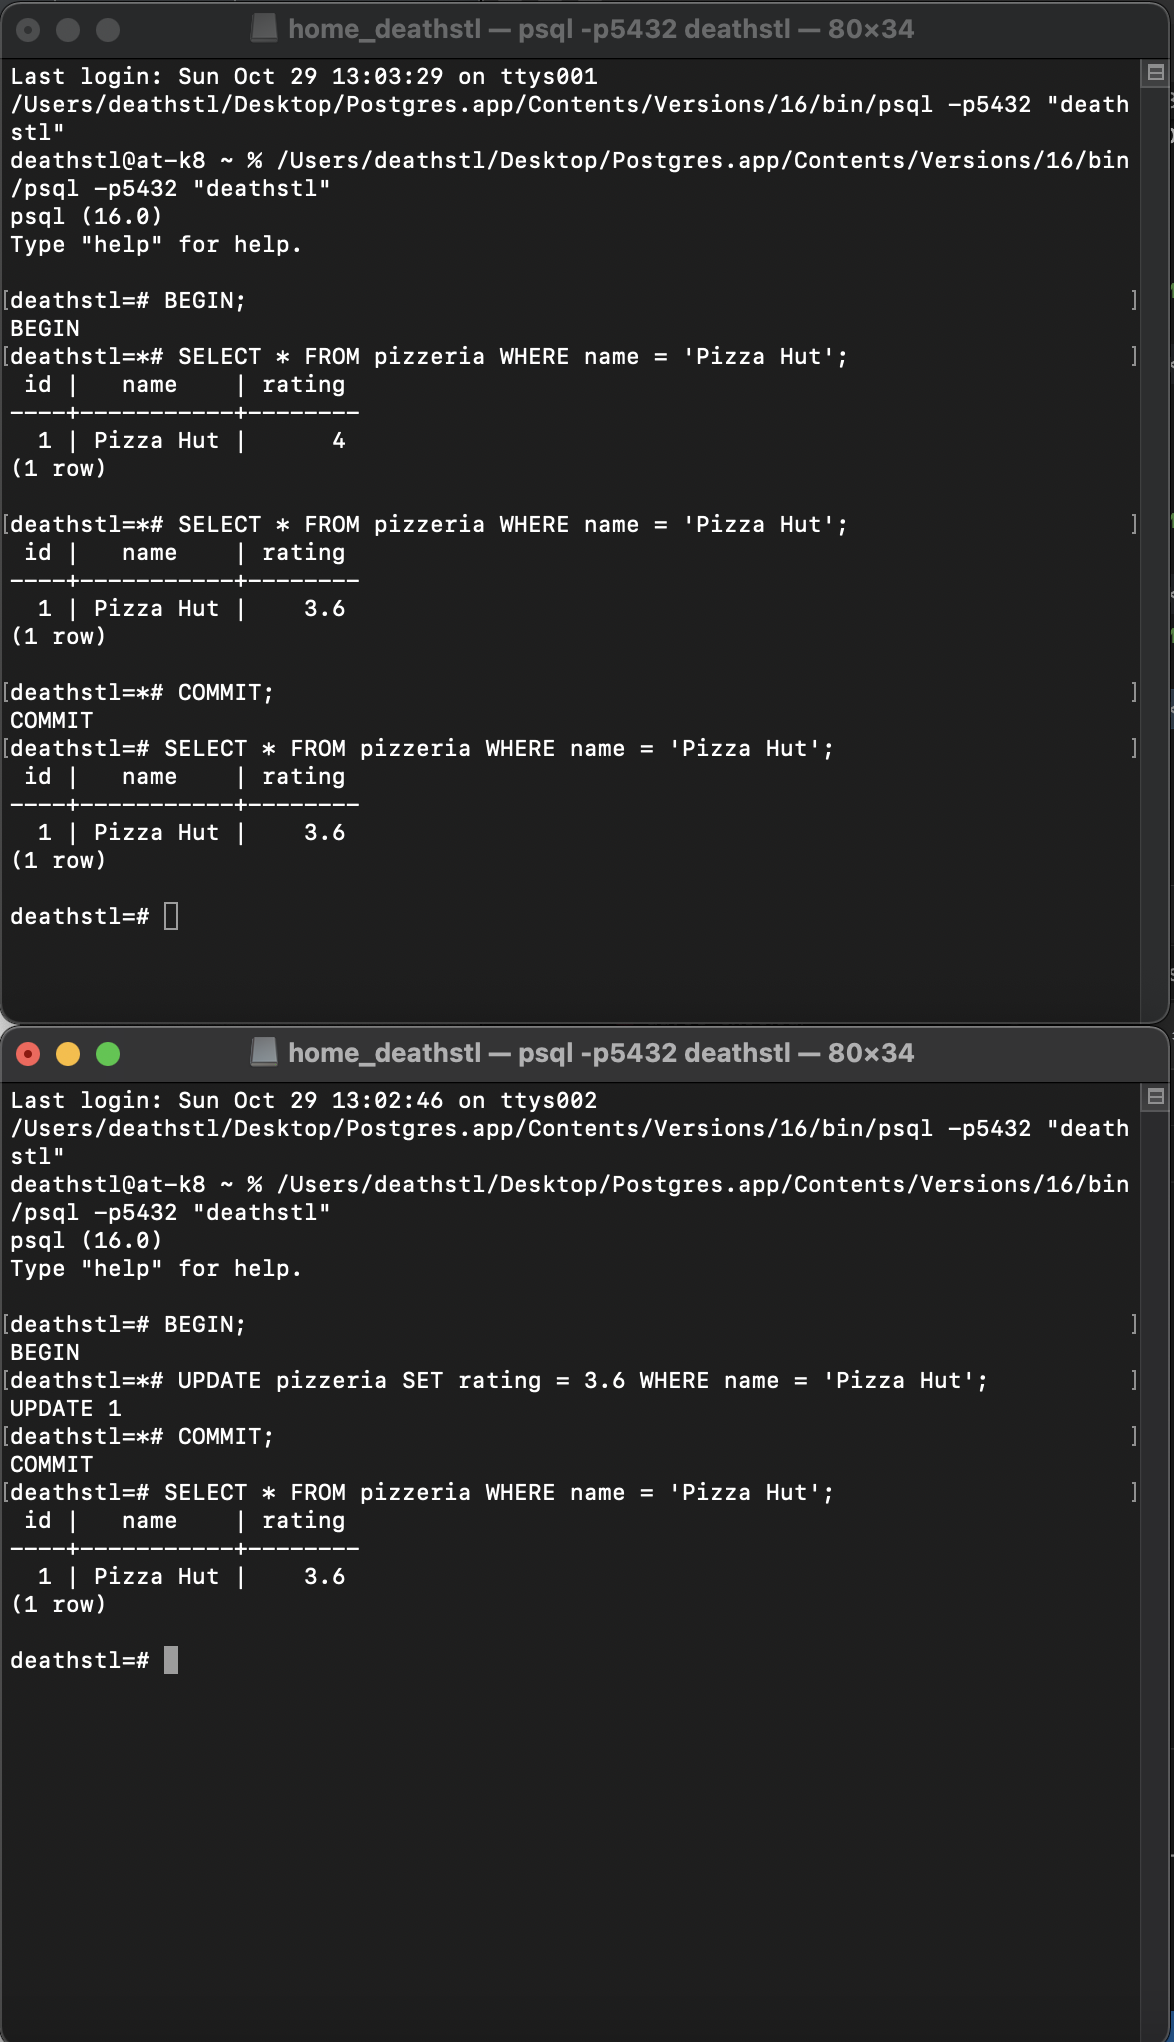 home_deathstl — psql -p5432 deathstl — 80×34
Last login: Sun Oct 29 13:03:29 on ttys001
/Users/deathstl/Desktop/Postgres.app/Contents/Versions/16/bin/psql -p5432 "death
stl"
deathstl@at-k8 ~ % /Users/deathstl/Desktop/Postgres.app/Contents/Versions/16/bin
/psql -p5432 "deathstl"
psql (16.0)
Type "help" for help.
[deathstl=# BEGIN; ]
BEGIN
[deathstl=*# SELECT * FROM pizzeria WHERE name = 'Pizza Hut'; ]
 id |   name    | rating
----+-----------+--------
  1 | Pizza Hut |      4
(1 row)
[deathstl=*# SELECT * FROM pizzeria WHERE name = 'Pizza Hut'; ]
 id |   name    | rating
----+-----------+--------
  1 | Pizza Hut |    3.6
(1 row)
[deathstl=*# COMMIT; ]
COMMIT
[deathstl=# SELECT * FROM pizzeria WHERE name = 'Pizza Hut'; ]
 id |   name    | rating
----+-----------+--------
  1 | Pizza Hut |    3.6
(1 row)
deathstl=#
home_deathstl — psql -p5432 deathstl — 80×34
Last login: Sun Oct 29 13:02:46 on ttys002
/Users/deathstl/Desktop/Postgres.app/Contents/Versions/16/bin/psql -p5432 "death
stl"
deathstl@at-k8 ~ % /Users/deathstl/Desktop/Postgres.app/Contents/Versions/16/bin
/psql -p5432 "deathstl"
psql (16.0)
Type "help" for help.
[deathstl=# BEGIN; ]
BEGIN
[deathstl=*# UPDATE pizzeria SET rating = 3.6 WHERE name = 'Pizza Hut'; ]
UPDATE 1
[deathstl=*# COMMIT; ]
COMMIT
[deathstl=# SELECT * FROM pizzeria WHERE name = 'Pizza Hut'; ]
 id |   name    | rating
----+-----------+--------
  1 | Pizza Hut |    3.6
(1 row)
deathstl=#